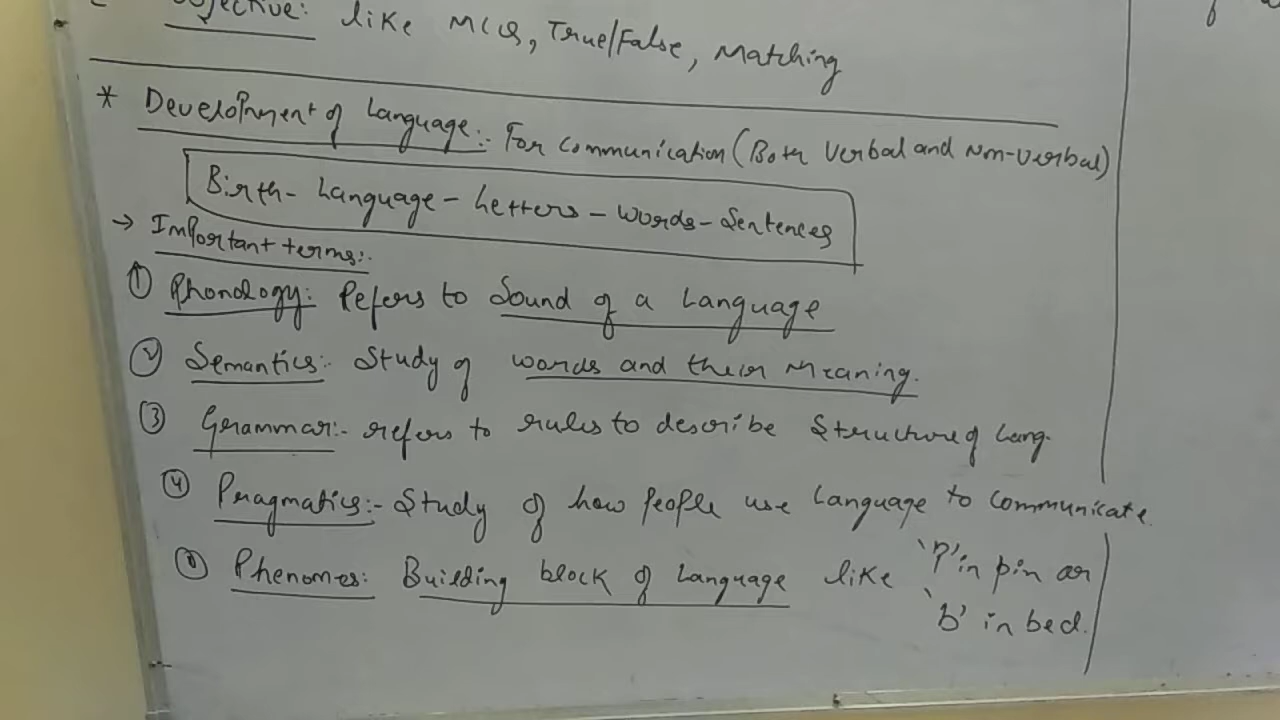 Objective: like MCQ, True/False, Matching
* Development of Language:- For Communication (Both Verbal and Non-verbal)
Birth - Language - Letters - words - Sentences
→ Important terms:-
① Phonology: Refers to Sound of a Language
② Semantics:- Study of words and their Meaning.
③ Grammar:- refers to rules to describe Structure of Lang.
④ Pragmatics:- Study of how People use Language to Communicate.
Phenomes: Building block of Language like 'P' in pin or
'b' in bed.